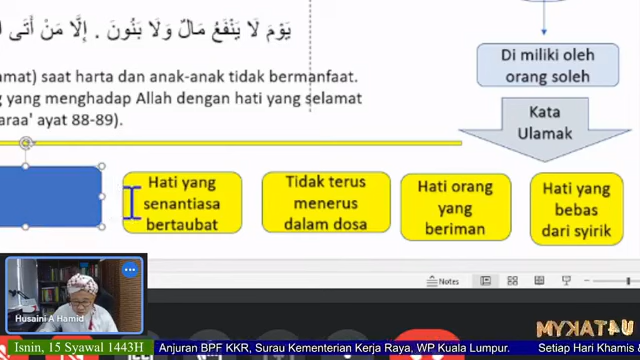 يَوْمَ لَا يَنْفَعُ مَالٌ وَلَا بَنُونَ . إِلَّا مَنْ أَتَى
Di miliki oleh
orang soleh
amat) saat harta dan anak-anak tidak bermanfaat.
g yang menghadap Allah dengan hati yang selamat
araa' ayat 88-89).
Kata
Ulamak
Hati yang
senantiasa
bertaubat
Tidak terus
menerus
dalam dosa
Hati orang
yang
beriman
Hati yang
bebas
dari syirik
Notes
Husaini A Hamid
MYKATAU
Isnin, 15 Syawal 1443H
Anjuran BPF KKR, Surau Kementerian Kerja Raya, WP Kuala Lumpur.
Setiap Hari Khamis